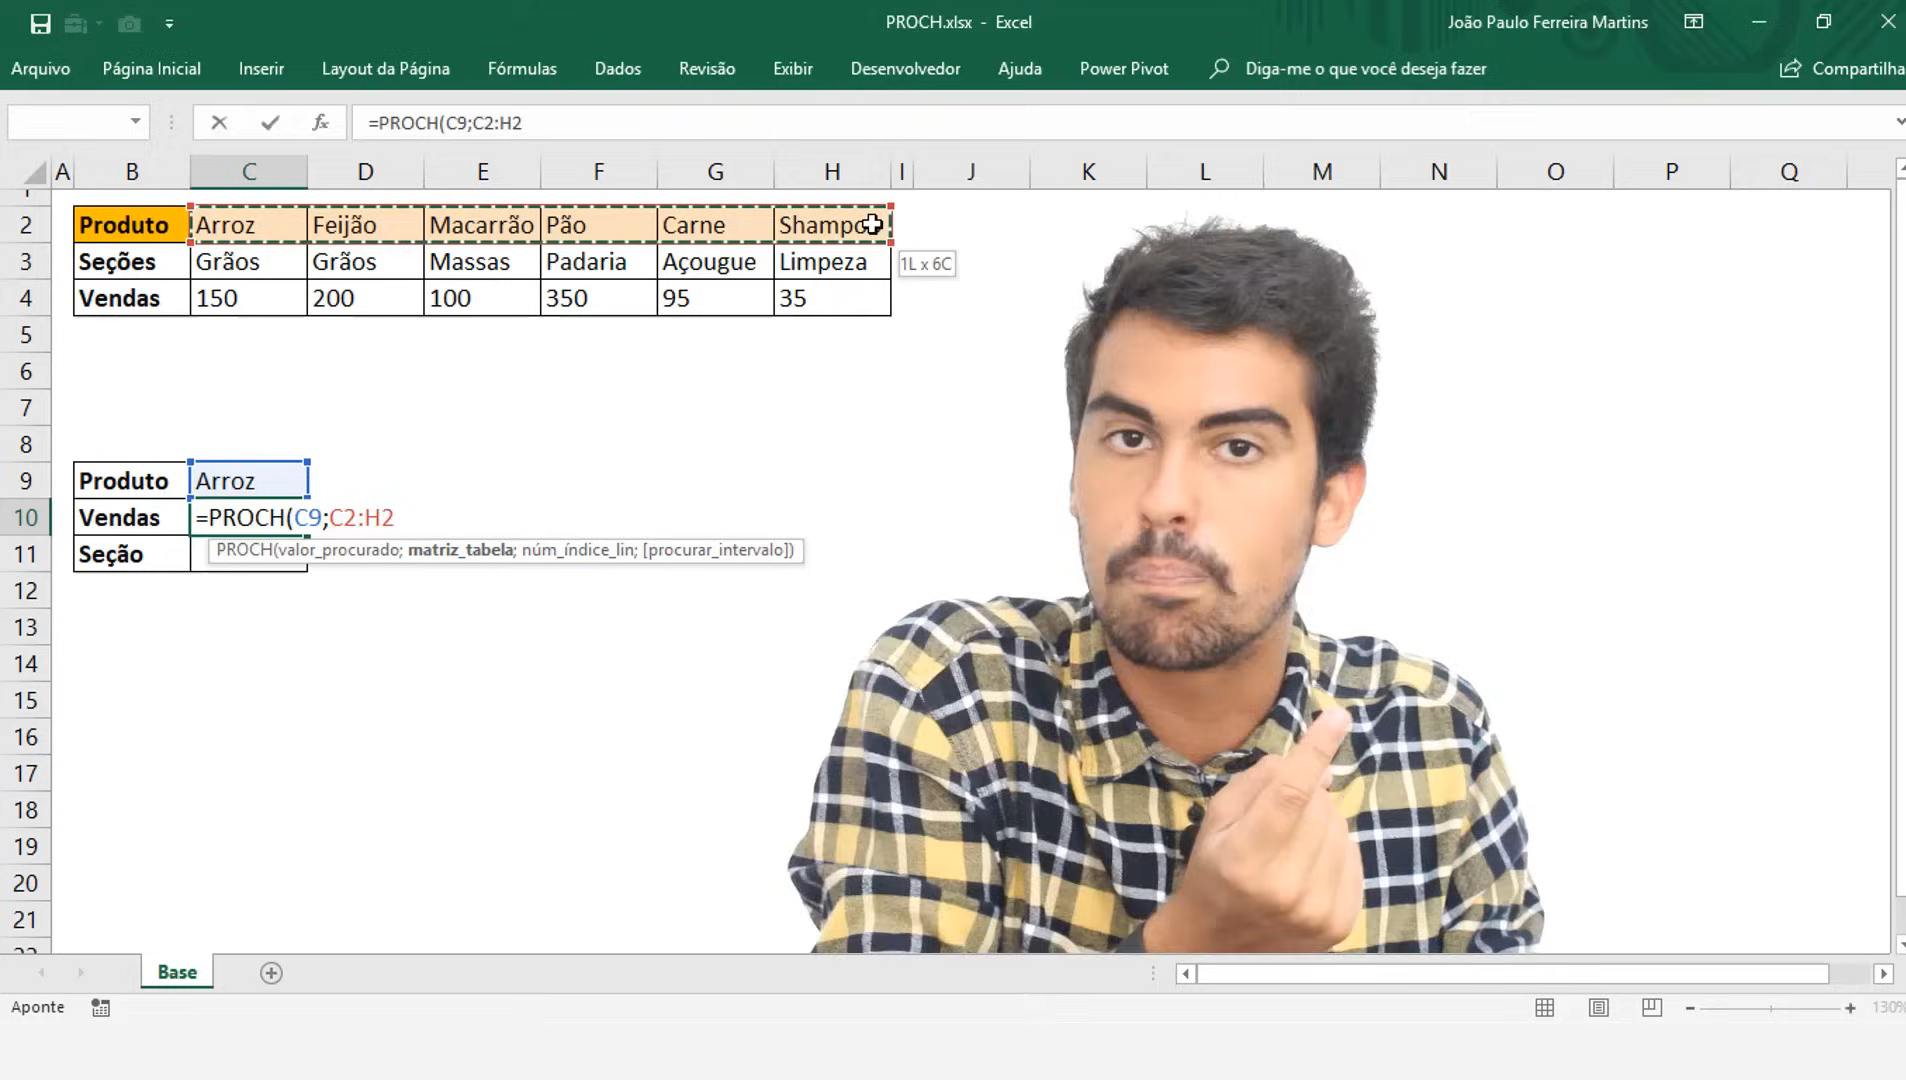 PROCH.xlsx - Excel
João Paulo Ferreira Martins
Arquivo Página Inicial Inserir Layout da Página Fórmulas Dados Revisão Exibir Desenvolvedor Ajuda Power Pivot Diga-me o que você deseja fazer Compartilha
fx =PROCH(C9;C2:H2
A B C D E F G H I J K L M N O P Q
2 Produto Arroz Feijão Macarrão Pão Carne Shampo
3 Seções Grãos Grãos Massas Padaria Açougue Limpeza 1L x 6C
4 Vendas 150 200 100 350 95 35
5
6
7
8
9 Produto Arroz
10 Vendas =PROCH(C9;C2:H2
11 Seção PROCH(valor_procurado; matriz_tabela; núm_índice_lin; [procurar_intervalo])
12
13
14
15
16
17
18
19
20
21
Base
Aponte 130%